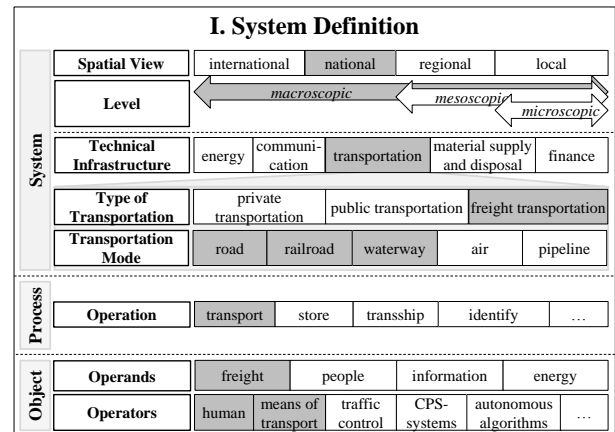 I. System Definition
System
Spatial View
international
national
regional
local
Level
macroscopic
mesoscopic
microscopic
Technical
Infrastructure
energy
communi-
cation
transportation
material supply
and disposal
finance
Type of
Transportation
private
transportation
public transportation
freight transportation
Transportation
Mode
road
railroad
waterway
air
pipeline
Process
Operation
transport
store
transship
identify
…
Object
Operands
freight
people
information
energy
Operators
human
means of
transport
traffic
control
CPS-
systems
autonomous
algorithms
…